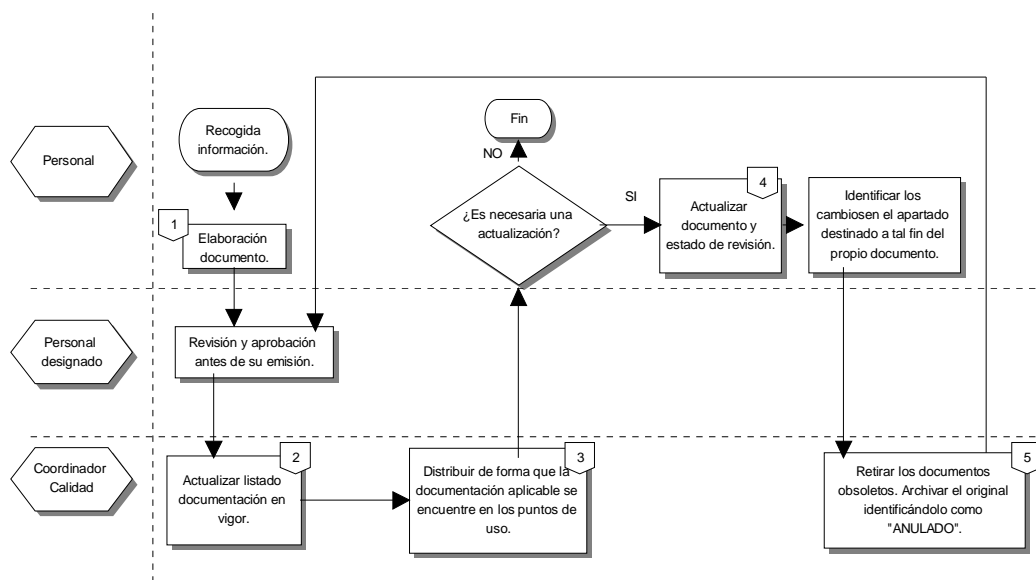 Personal
Recogida
información.
1
Elaboración
documento.
Fin
NO
¿Es necesaria una
actualización?
SI
4
Actualizar
documento y
estado de revisión.
Identificar los
cambiosen el apartado
destinado a tal fin del
propio documento.
Personal
designado
Revisión y aprobación
antes de su emisión.
Coordinador
Calidad
2
Actualizar listado
documentación en
vigor.
3
Distribuir de forma que la
documentación aplicable se
encuentre en los puntos de
uso.
5
Retirar los documentos
obsoletos. Archivar el original
identificándolo como
"ANULADO".